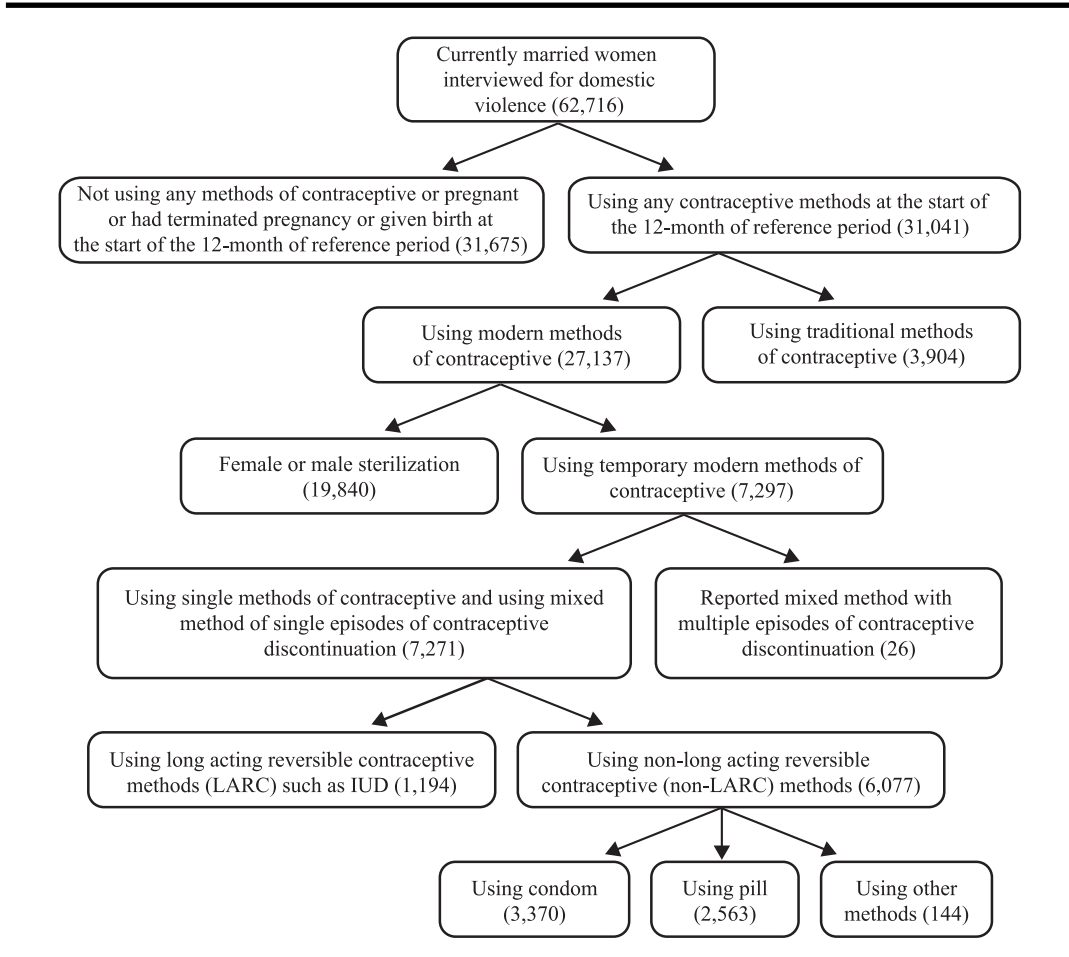 Currently married women
interviewed for domestic
violence (62,716)
Not using any methods of contraceptive or pregnant
or had terminated pregnancy or given birth at
the start of the 12-month of reference period (31,675)
Using any contraceptive methods at the start of
the 12-month of reference period (31,041)
Using modern methods
of contraceptive (27,137)
Using traditional methods
of contraceptive (3,904)
Female or male sterilization
(19,840)
Using temporary modern methods of
contraceptive (7,297)
Using single methods of contraceptive and using mixed
method of single episodes of contraceptive
discontinuation (7,271)
Reported mixed method with
multiple episodes of contraceptive
discontinuation (26)
Using long acting reversible contraceptive
methods (LARC) such as IUD (1,194)
Using non-long acting reversible
contraceptive (non-LARC) methods (6,077)
Using condom
(3,370)
Using pill
(2,563)
Using other
methods (144)